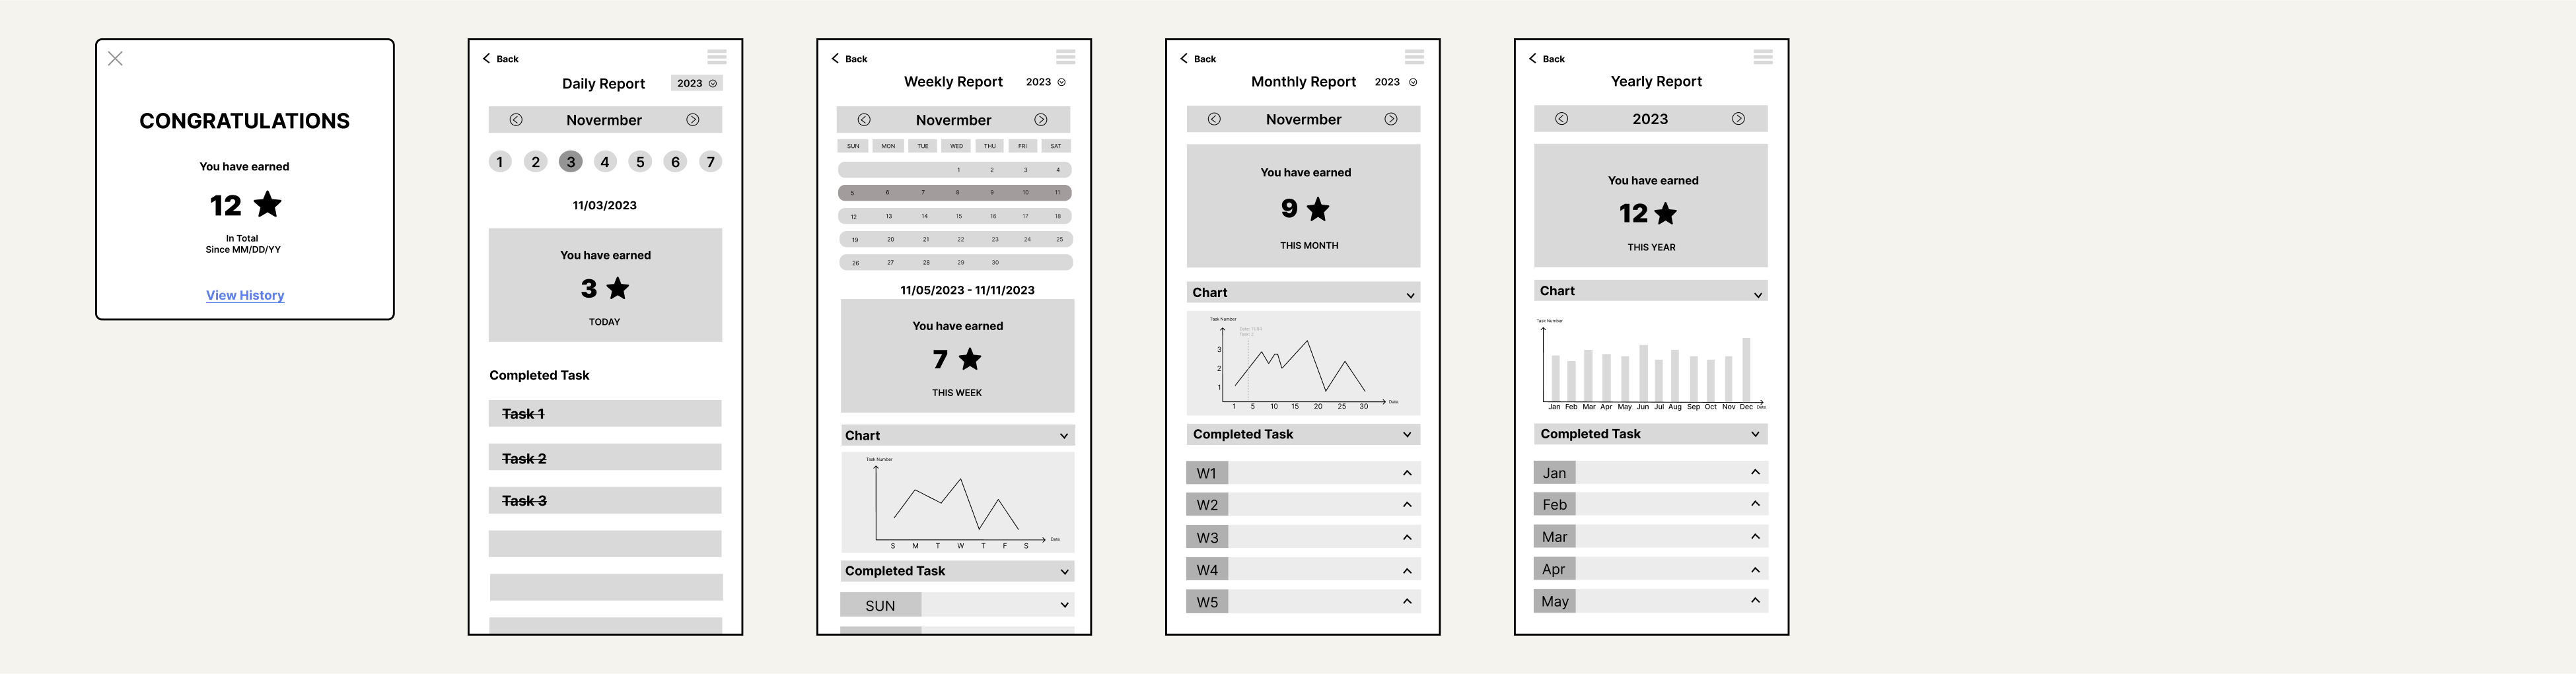 CONGRATULATIONS
You have earned
12
In Total
Since MM/DD/YY
View History
Back
Daily Report
2023
Novermber
1 2 3 4 5 6 7
11/03/2023
You have earned
3
TODAY
Completed Task
Task 1
Task 2
Task 3
Back
Weekly Report
2023
Novermber
SUN MON TUE WED THU FRI SAT
1 2 3 4
5 6 7 8 9 10 11
12 13 14 15 16 17 18
19 20 21 22 23 24 25
26 27 28 29 30
11/05/2023 - 11/11/2023
You have earned
7
THIS WEEK
Chart
Task Number
S M T W T F S
Date
Completed Task
SUN
Back
Monthly Report
2023
Novermber
You have earned
9
THIS MONTH
Chart
Task Number
3
2
1
1 5 10 15 20 25 30
Date
Completed Task
W1
W2
W3
W4
W5
Back
Yearly Report
2023
You have earned
12
THIS YEAR
Chart
Task Number
Jan Feb Mar Apr May Jun Jul Aug Sep Oct Nov Dec
Date
Completed Task
Jan
Feb
Mar
Apr
May